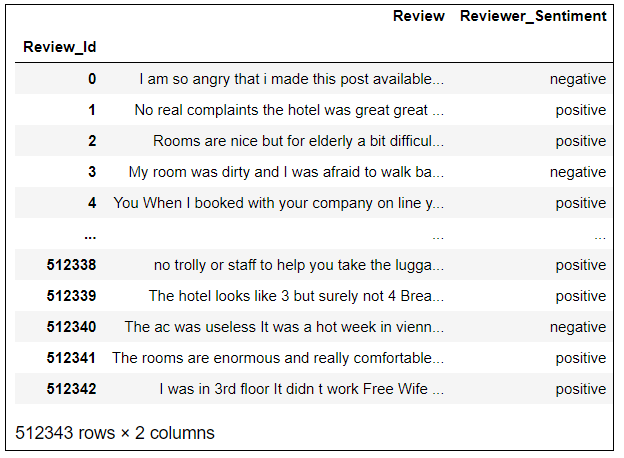 Review Reviewer_Sentiment
Review_Id
0 I am so angry that i made this post available... negative
1 No real complaints the hotel was great great ... positive
2 Rooms are nice but for elderly a bit difficul... positive
3 My room was dirty and I was afraid to walk ba... negative
4 You When I booked with your company on line y... positive
... ... ...
512338 no trolly or staff to help you take the lugga... positive
512339 The hotel looks like 3 but surely not 4 Brea... positive
512340 The ac was useless It was a hot week in vienn... negative
512341 The rooms are enormous and really comfortable... positive
512342 I was in 3rd floor It didn t work Free Wife ... positive
512343 rows × 2 columns